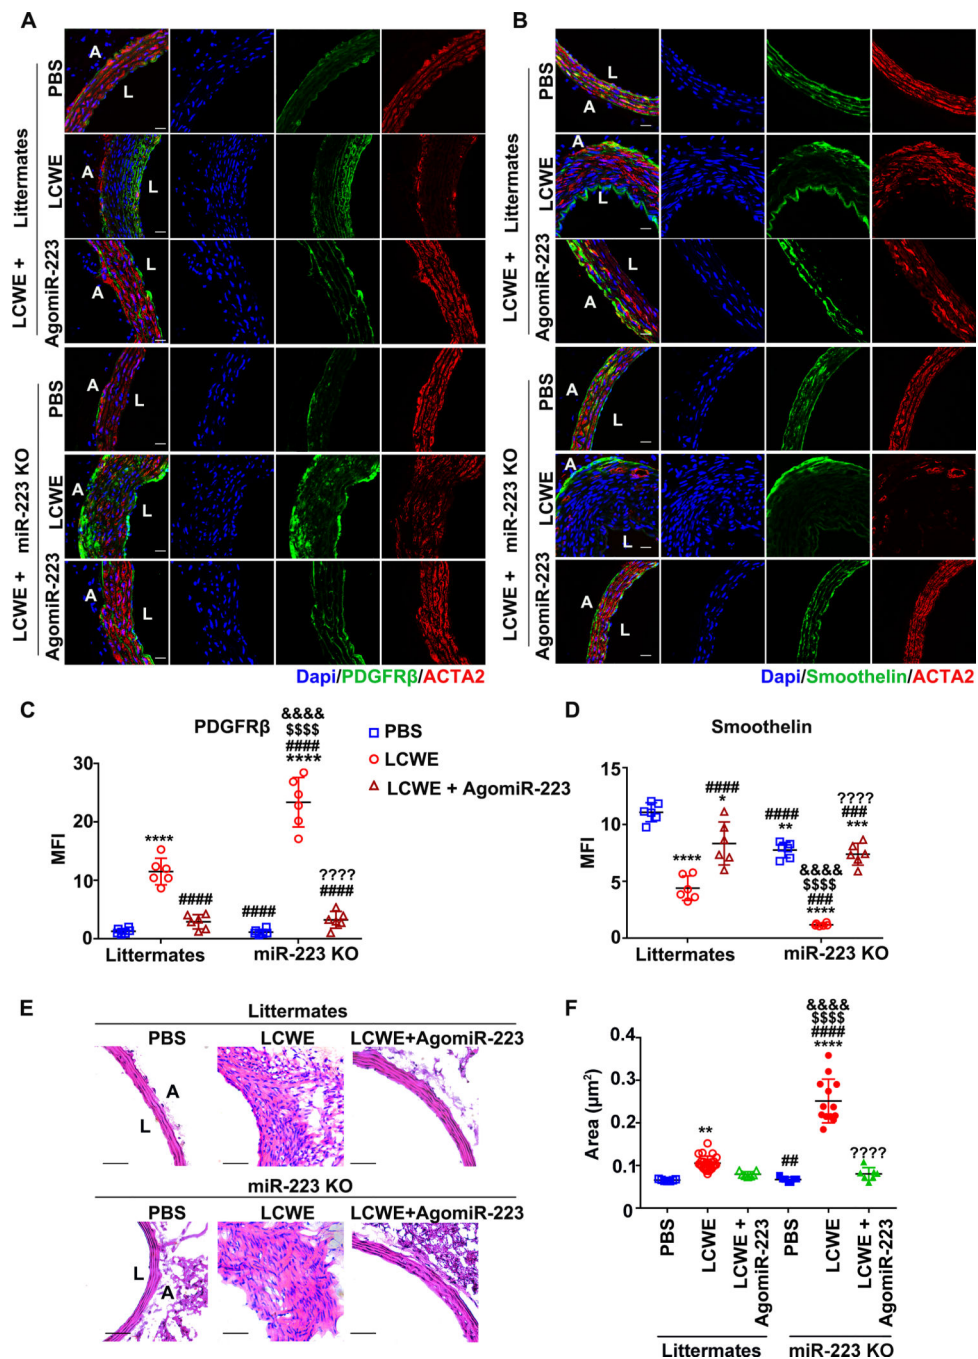 A
PBS
LCWE
LCWE +
AgomiR-223
Littermates
PBS
LCWE
LCWE +
AgomiR-223
miR-223 KO
A
L
A
L
A
L
A
L
A
L
A
L
Dapi/PDGFRβ/ACTA2
B
PBS
LCWE
LCWE +
AgomiR-223
Littermates
PBS
LCWE
LCWE +
AgomiR-223
miR-223 KO
L
A
A
L
L
A
A
L
A
L
A
L
Dapi/Smoothelin/ACTA2
C
PDGFRβ
MFI
30
20
10
0
****
####
####
&&&&
$$$$
####
****
????
####
Littermates
miR-223 KO
PBS
LCWE
LCWE + AgomiR-223
D
Smoothelin
MFI
15
10
5
0
****
####
*
####
**
&&&&
$$$$
###
****
????
###
***
Littermates
miR-223 KO
E
Littermates
PBS
LCWE
LCWE+AgomiR-223
A
L
miR-223 KO
PBS
LCWE
LCWE+AgomiR-223
L
A
F
Area (µm²)
0.4
0.3
0.2
0.1
0
**
##
&&&&
$$$$
####
****
????
PBS
LCWE
LCWE +
AgomiR-223
PBS
LCWE
LCWE +
AgomiR-223
Littermates
miR-223 KO